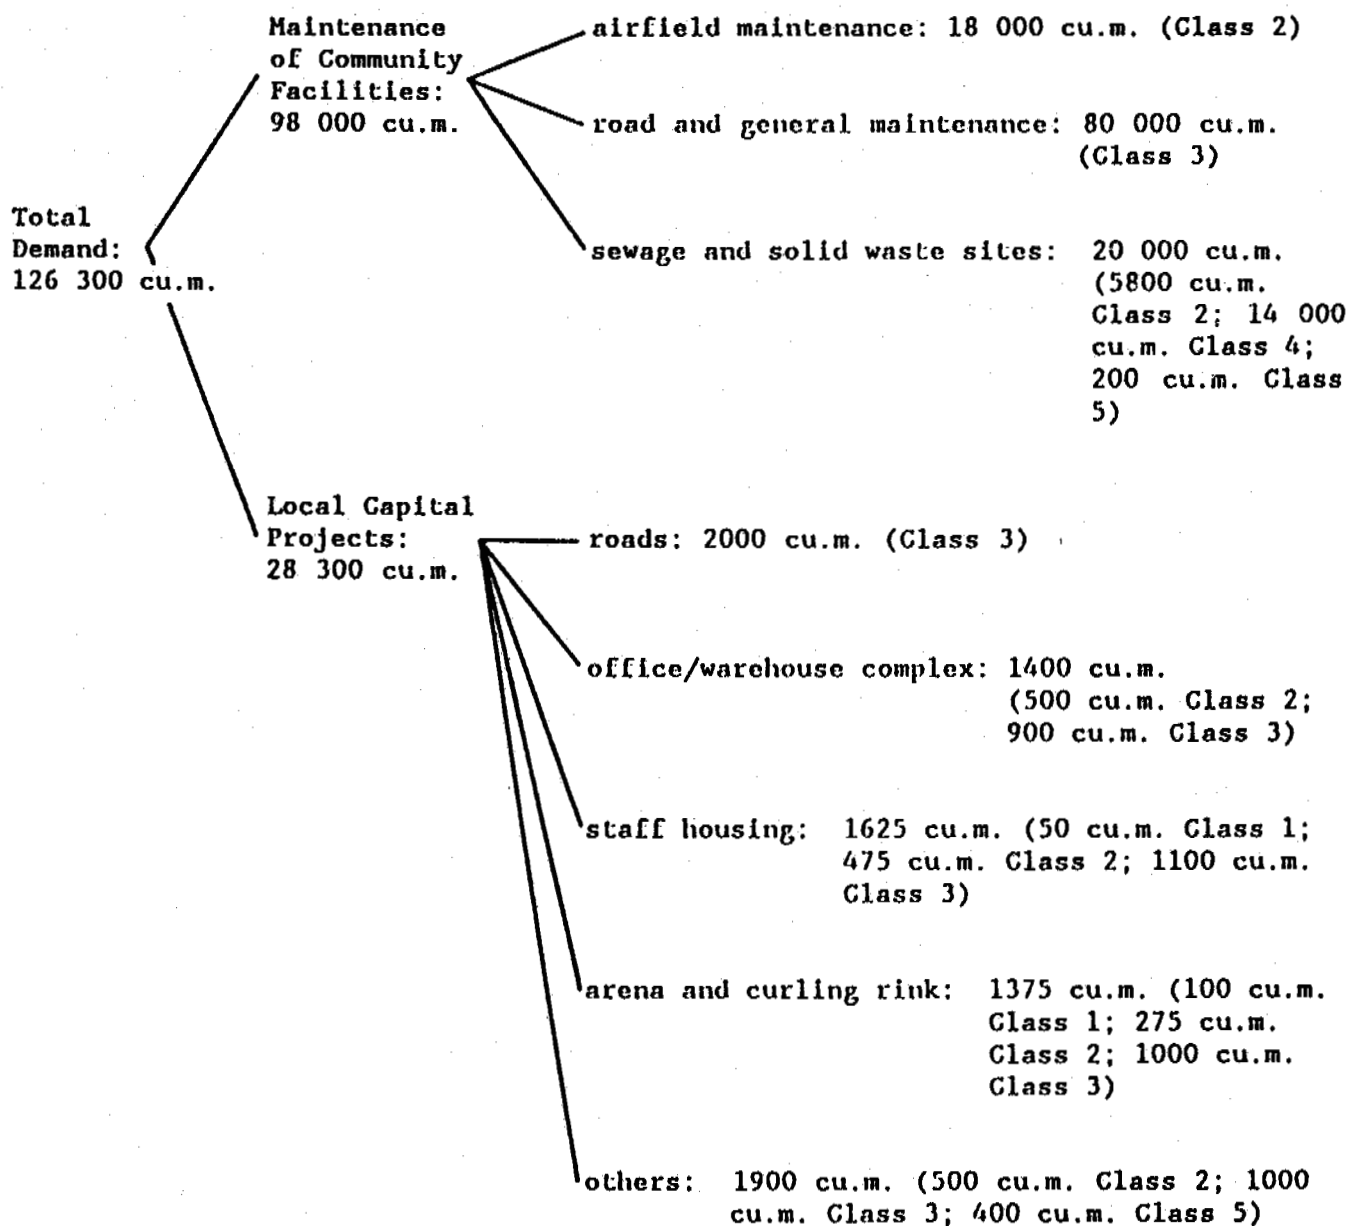 Maintenance
of Community
Facilities:
98 000 cu.m.
airfield maintenance: 18 000 cu.m. (Class 2)
road and general maintenance: 80 000 cu.m.
(Class 3)
Total
Demand:
126 300 cu.m.
sewage and solid waste sites: 20 000 cu.m.
(5800 cu.m.
Class 2; 14 000
cu.m. Class 4;
200 cu.m. Class
5)
Local Capital
Projects:
28 300 cu.m.
roads: 2000 cu.m. (Class 3)
office/warehouse complex: 1400 cu.m.
(500 cu.m. Class 2;
900 cu.m. Class 3)
staff housing: 1625 cu.m. (50 cu.m. Class 1;
475 cu.m. Class 2; 1100 cu.m.
Class 3)
arena and curling rink: 1375 cu.m. (100 cu.m.
Class 1; 275 cu.m.
Class 2; 1000 cu.m.
Class 3)
others: 1900 cu.m. (500 cu.m. Class 2; 1000
cu.m. Class 3; 400 cu.m. Class 5)